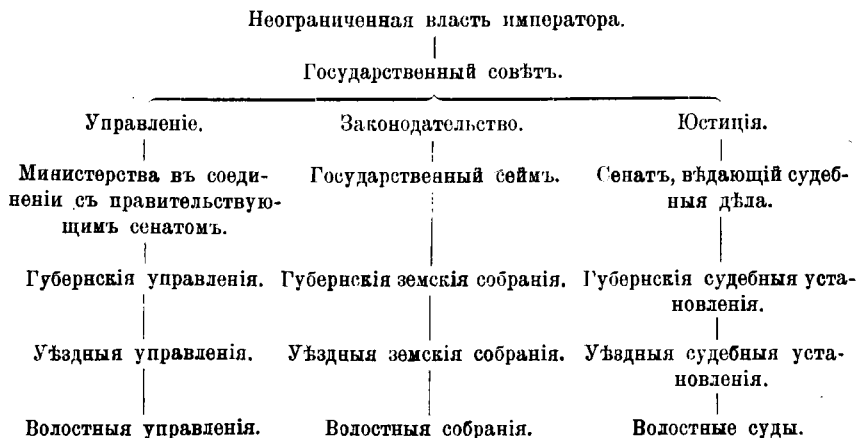 Неограниченная власть императора.
Государственный совѣтъ.
Управленіе.
Законодательство.
Юстиція.
Министерства въ соеди-
неніи съ правительствую-
щимъ сенатомъ.
Государственный сеймъ.
Сенатъ, вѣдающій судеб-
ныя дѣла.
Губернскія управленія.
Губернскія земскія собранія.
Губернскія судебныя уста-
новленія.
Уѣздныя управленія.
Уѣздныя земскія собранія.
Уѣздныя судебныя уста-
новленія.
Волостныя управленія.
Волостныя собранія.
Волостные суды.